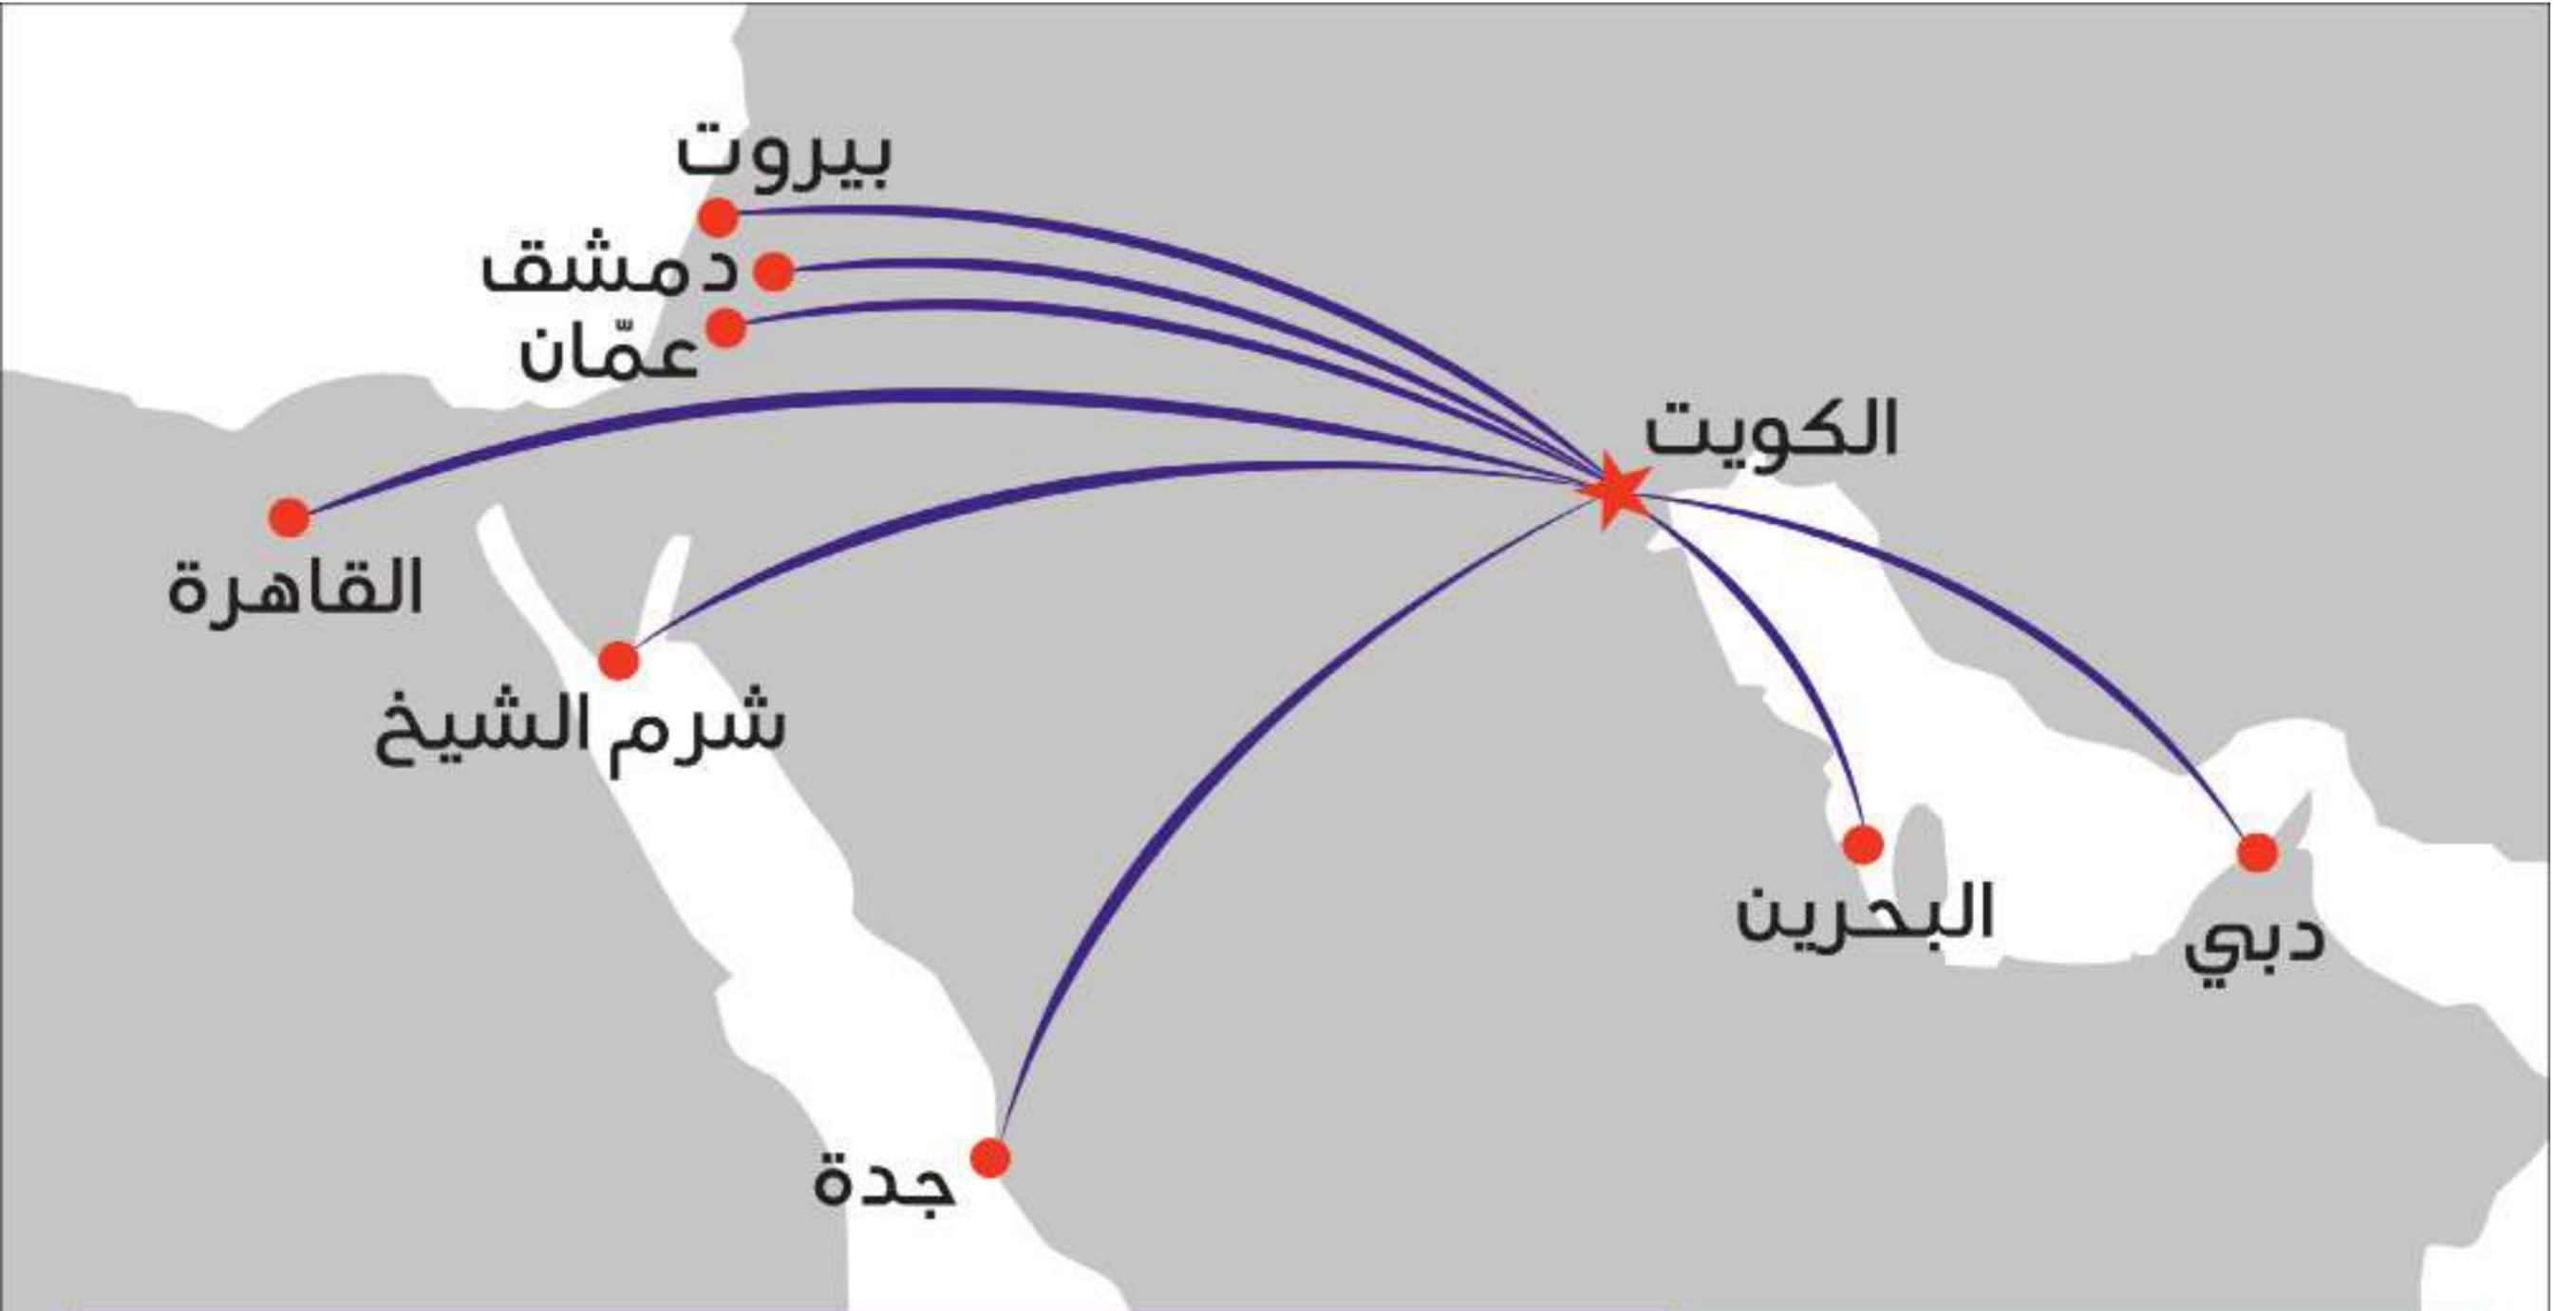 بيروت
دمشق
عمّان
الكويت
القاهرة
شرم الشيخ
البحرين
دبي
جدة